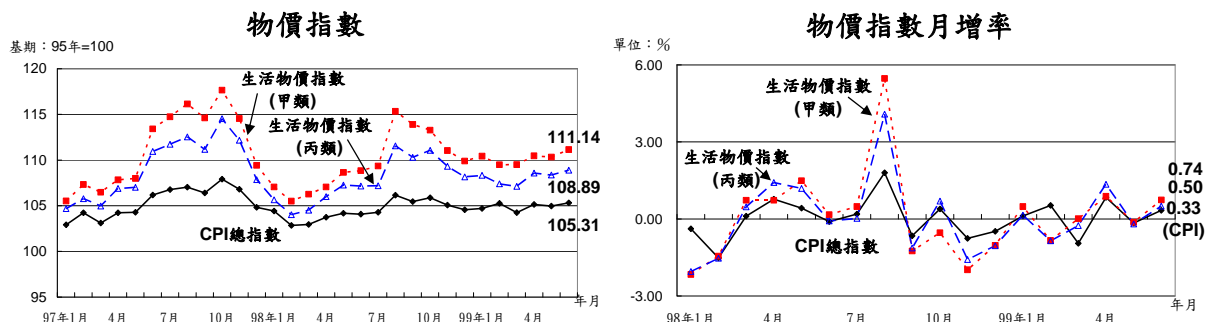 物價指數
基期：95年=100
120
115
110
105
100
95
生活物價指數
(甲類)
生活物價指數
(丙類)
CPI總指數
111.14
108.89
105.31
年月
97年1月 4月 7月 10月 98年1月 4月 7月 10月 99年1月 4月
物價指數月增率
單位：%
6.00
3.00
0.00
-3.00
生活物價指數
(甲類)
生活物價指數
(丙類)
CPI總指數
0.74
0.50
0.33
(CPI)
年月
98年1月 4月 7月 10月 99年1月 4月